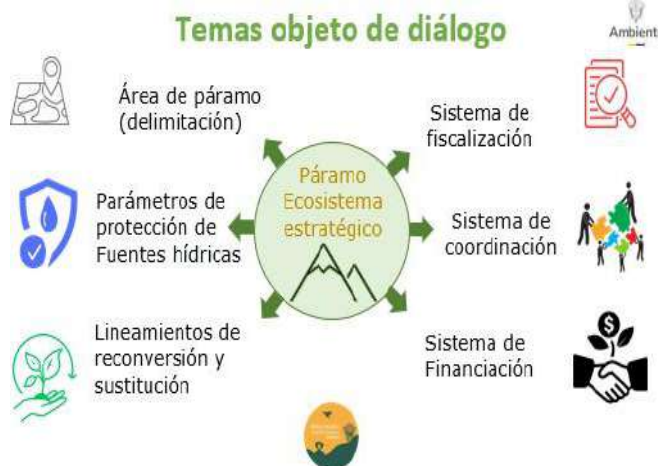 Temas objeto de diálogo
Ambient
Área de páramo
(delimitación)
Parámetros de
protección de
Fuentes hídricas
Lineamientos de
reconversión y
sustitución
Páramo
Ecosistema
estratégico
Sistema de
fiscalización
Sistema de
coordinación
Sistema de
Financiación